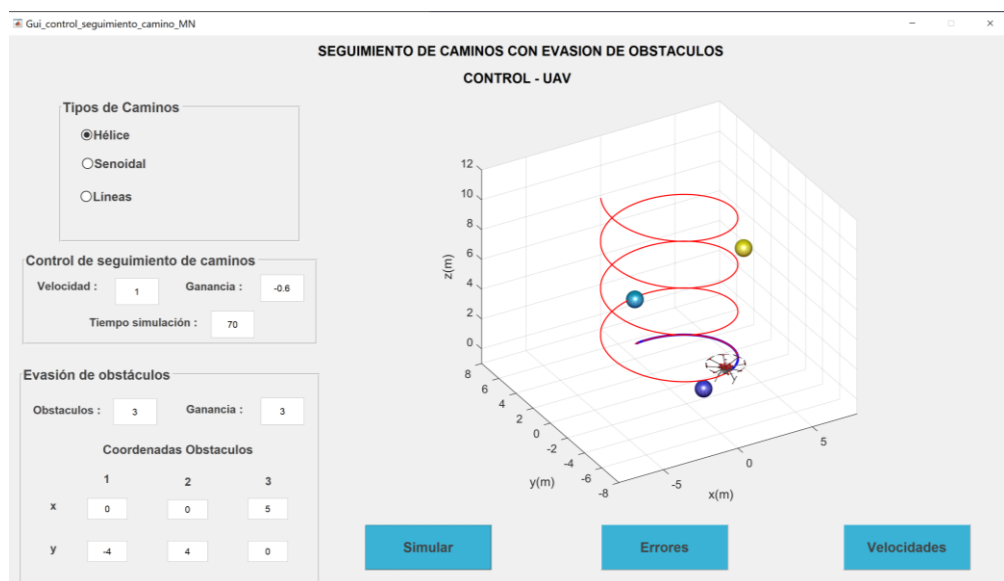 Gui_control_seguimiento_camino_MN
SEGUIMIENTO DE CAMINOS CON EVASION DE OBSTACULOS
CONTROL - UAV
Tipos de Caminos
Hélice
Senoidal
Líneas
Control de seguimiento de caminos
Velocidad : 1 Ganancia : -0.6
Tiempo simulación : 70
Evasión de obstáculos
Obstaculos : 3 Ganancia : 3
Coordenadas Obstaculos
1 2 3
x 0 0 5
y -4 4 0
12
10
8
6
4
2
0
z(m)
8
6
4
2
0
-2
-4
-6
-8
y(m)
-5
0
5
x(m)
Simular Errores Velocidades